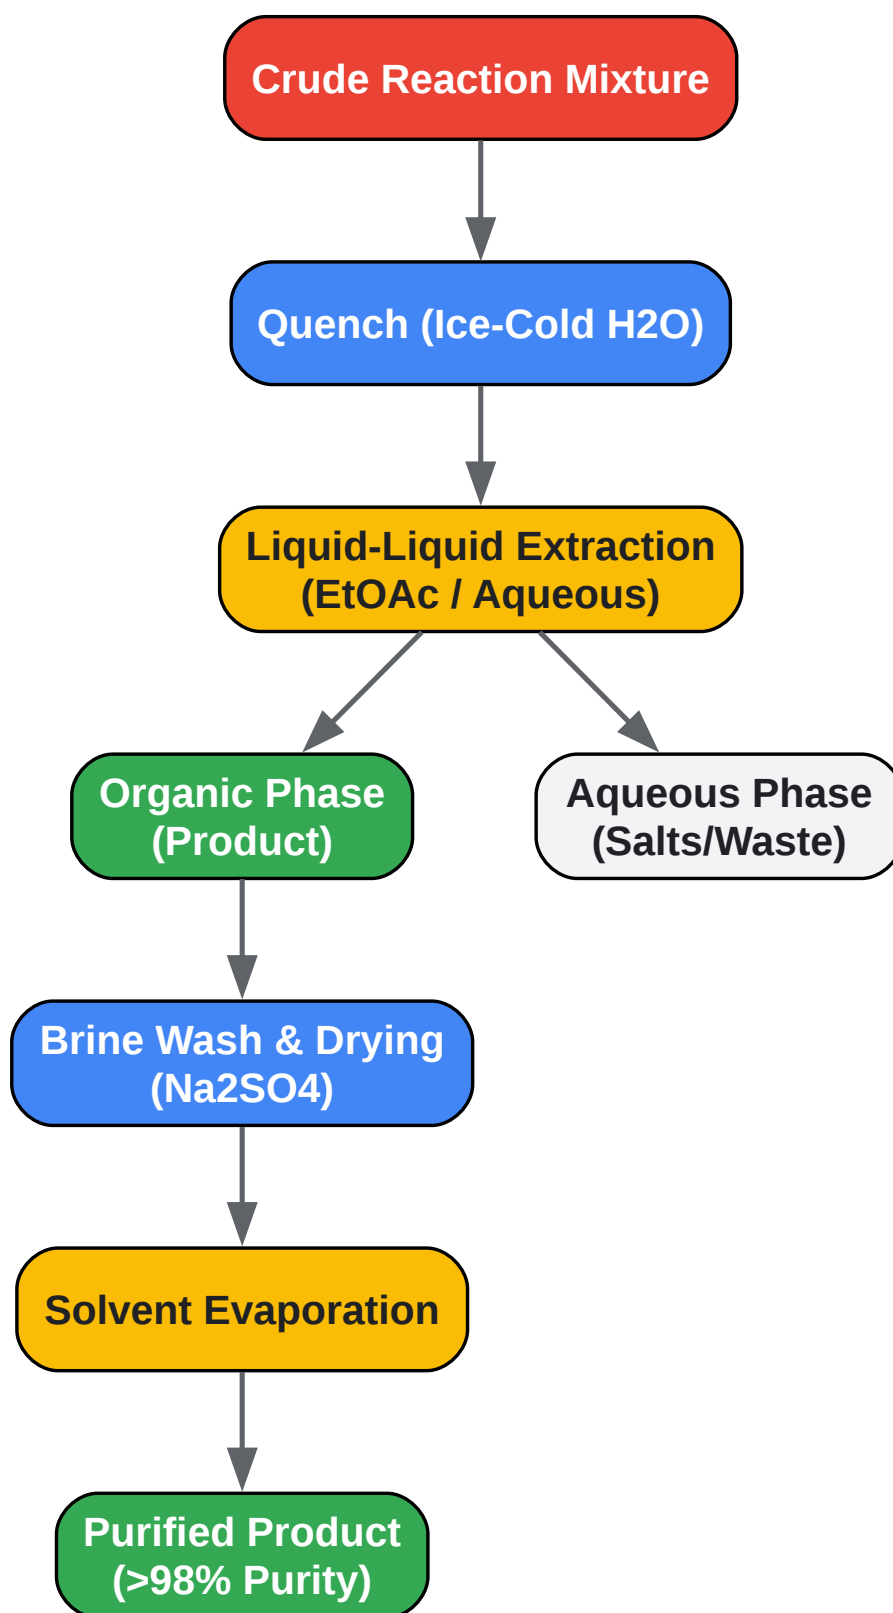 Crude Reaction Mixture
Quench (Ice-Cold H2O)
Liquid-Liquid Extraction
(EtOAc / Aqueous)
Organic Phase
(Product)
Aqueous Phase
(Salts/Waste)
Brine Wash & Drying
(Na2SO4)
Solvent Evaporation
Purified Product
(>98% Purity)